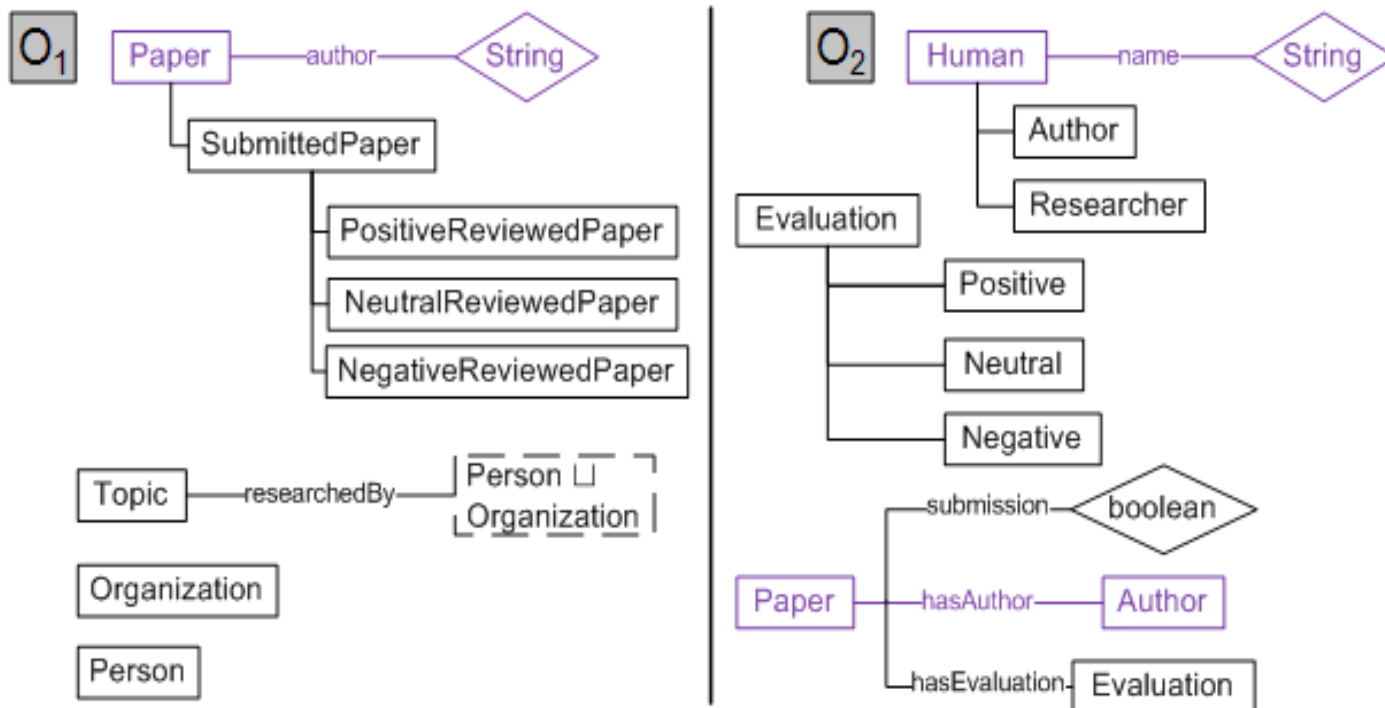 O1
Paper author String
SubmittedPaper
PositiveReviewedPaper
NeutralReviewedPaper
NegativeReviewedPaper
Topic researchedBy Person ⊔
Organization
Organization
Person
O2
Human name String
Author
Researcher
Evaluation
Positive
Neutral
Negative
submission boolean
Paper hasAuthor Author
hasEvaluation Evaluation